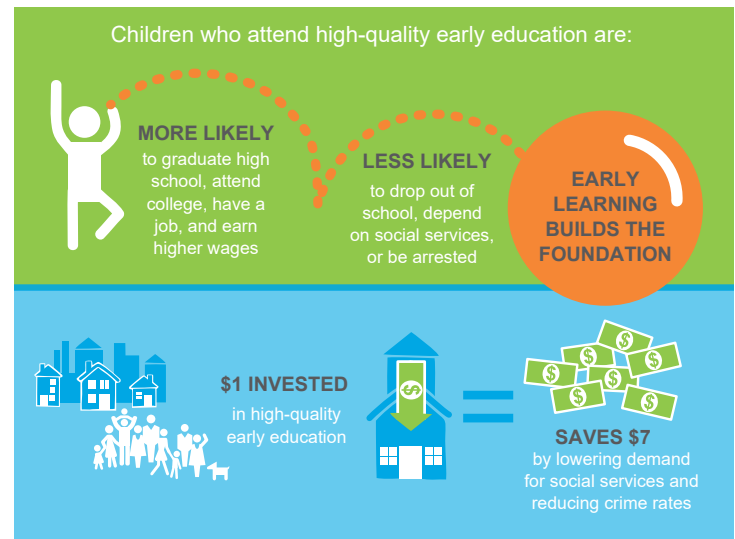 Children who attend high-quality early education are:
MORE LIKELY
to graduate high
school, attend
college, have a
job, and earn
higher wages
LESS LIKELY
to drop out of
school, depend
on social services,
or be arrested
EARLY
LEARNING
BUILDS THE
FOUNDATION
$1 INVESTED
in high-quality
early education
$
$
$
$
$
$
$
SAVES $7
by lowering demand
for social services and
reducing crime rates